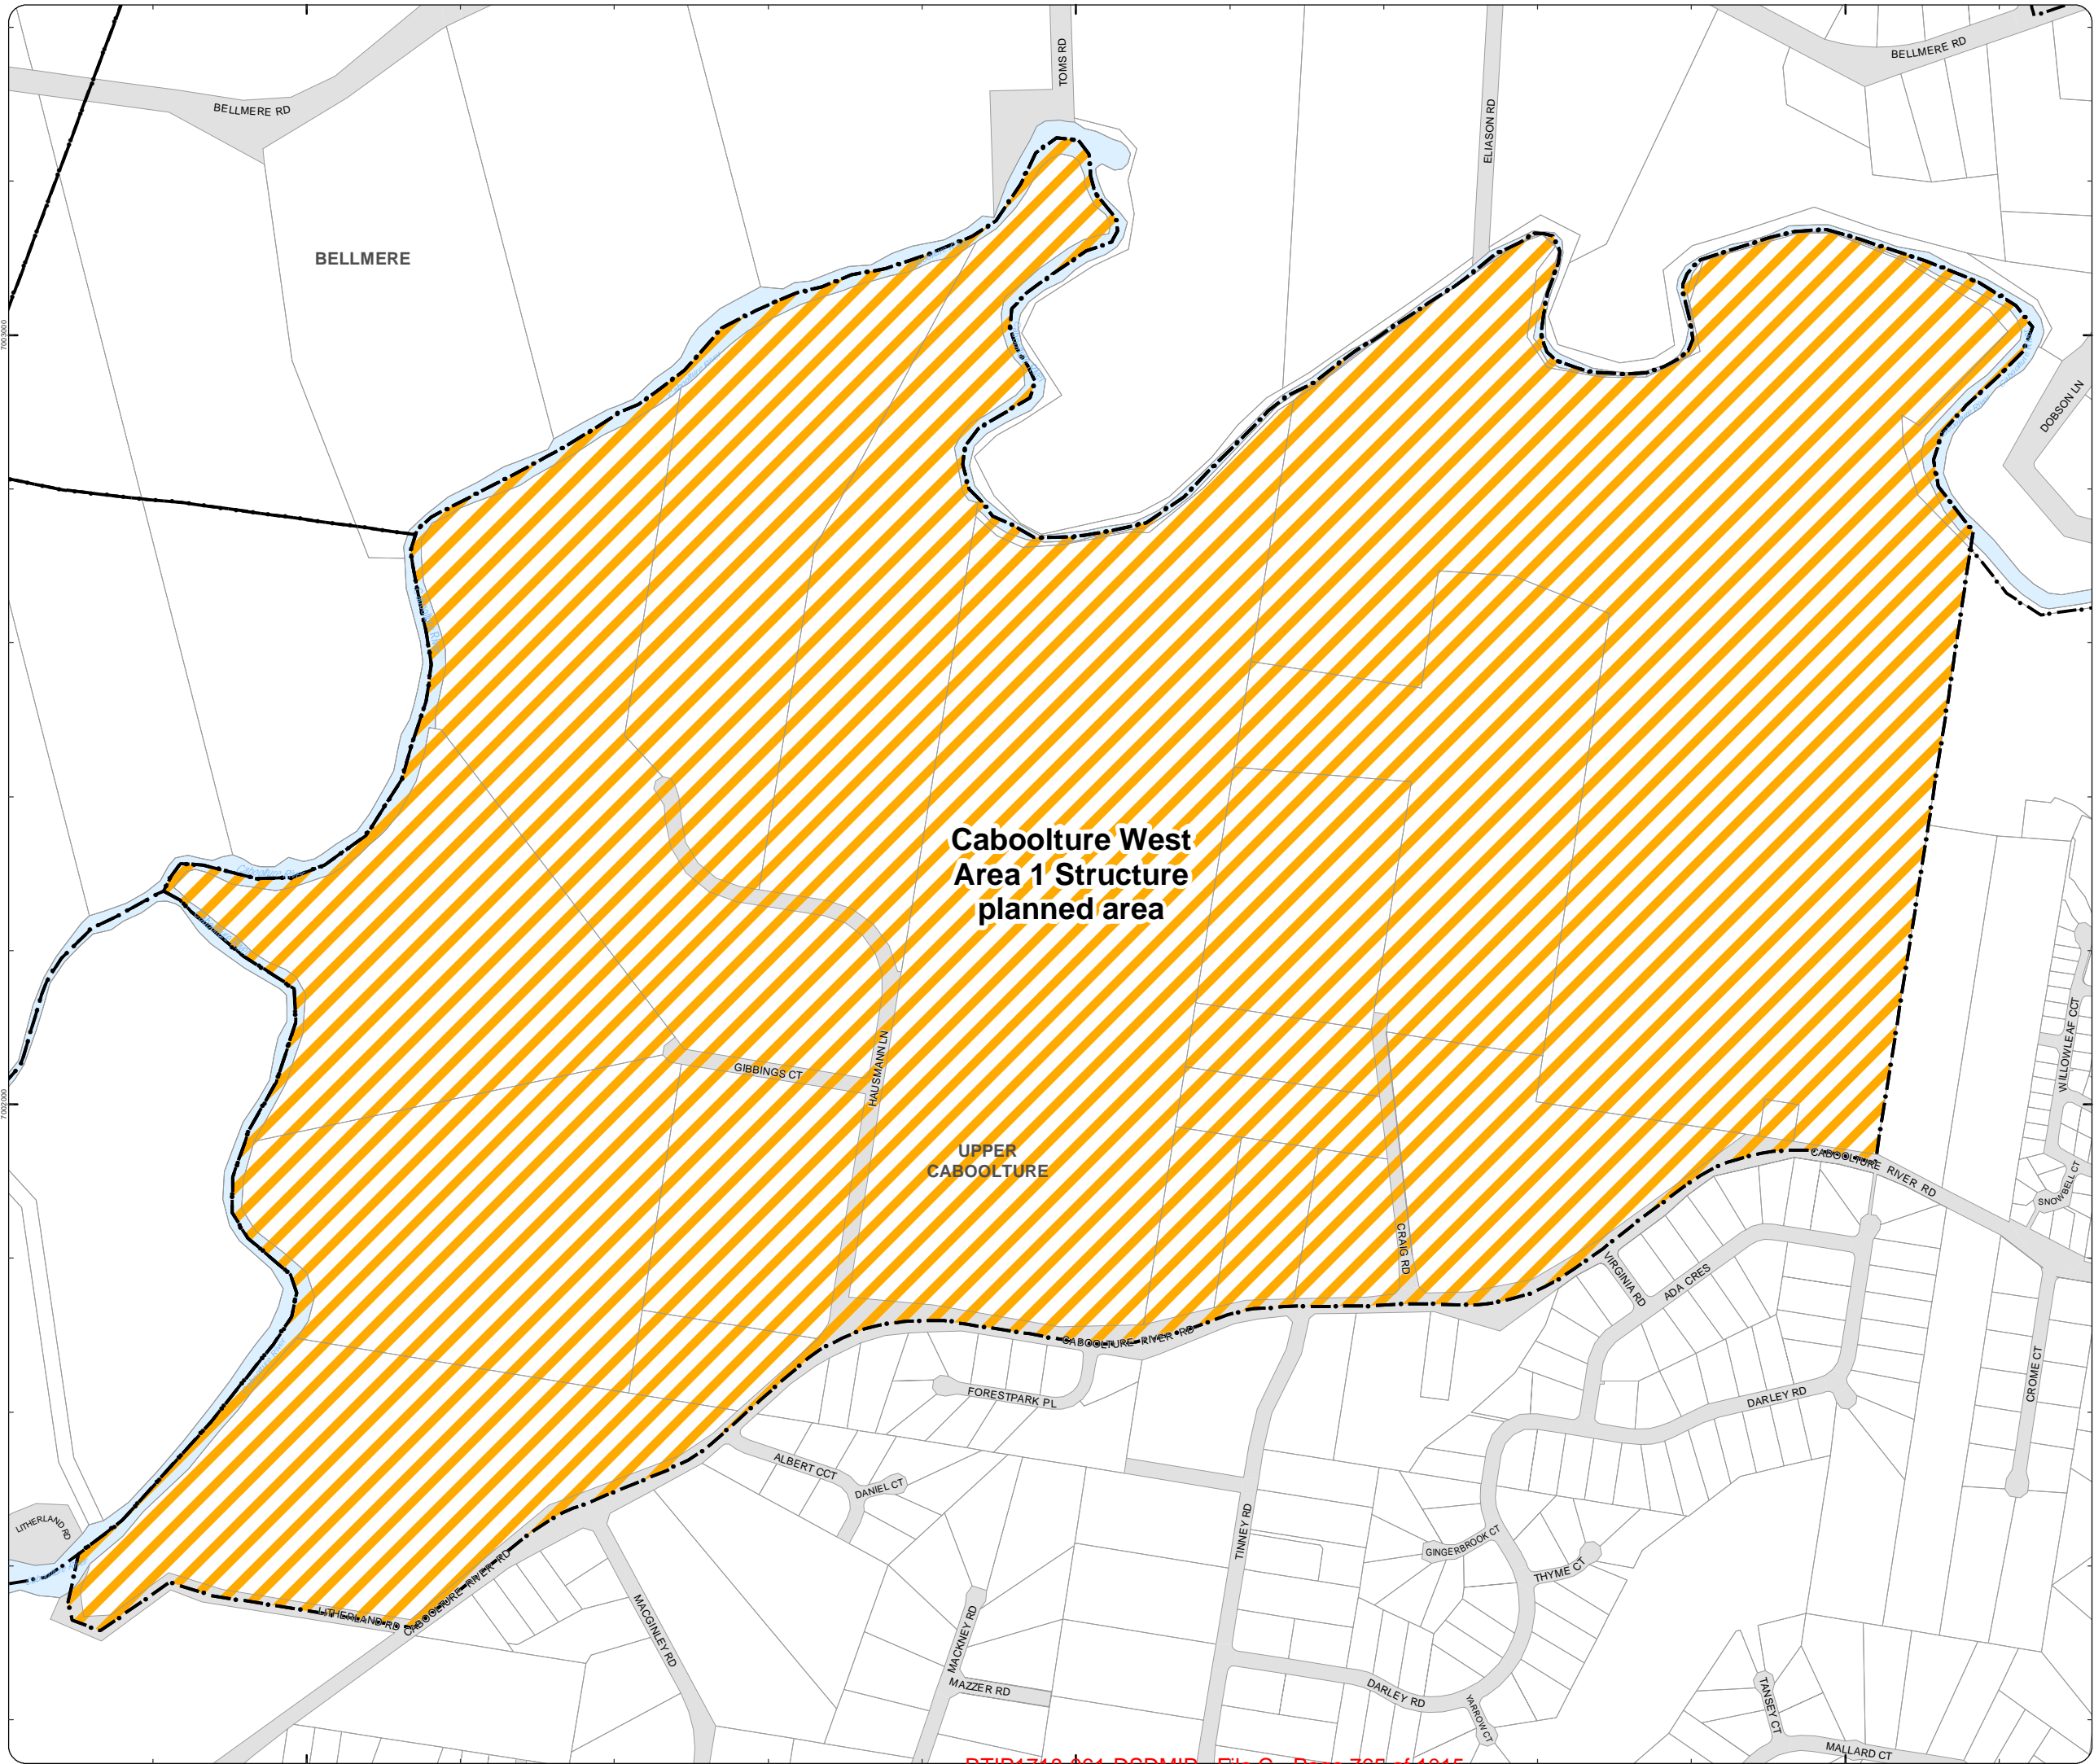 TOMS RD
BELLMERE RD
BELLMERE RD
ELIASON RD
BELLMERE
7003000
DOBSON LN
Caboolture West
Area 1 Structure
planned area
WILLOWLEAF CCT
HAUSMANN LN
GIBBINGS CT
7002000
UPPER
CABOOLTURE
CABOOLTURE RIVER RD
SNOWBELL CT
CRAIG RD
VIRGINIA RD
ADA CRES
CABOOLTURE RIVER RD
CROME CT
FORESTPARK PL
DARLEY RD
ALBERT CCT
DANIEL CT
LITHERLAND RD
TINNEY RD
GINGERBROOK CT
THYME CT
CABOOLTURE RIVER RD
LITHERLAND RD
MACGINLEY RD
MACKNEY RD
MAZZER RD
DARLEY RD
YARROW CT
TANSEY CT
MALLARD CT